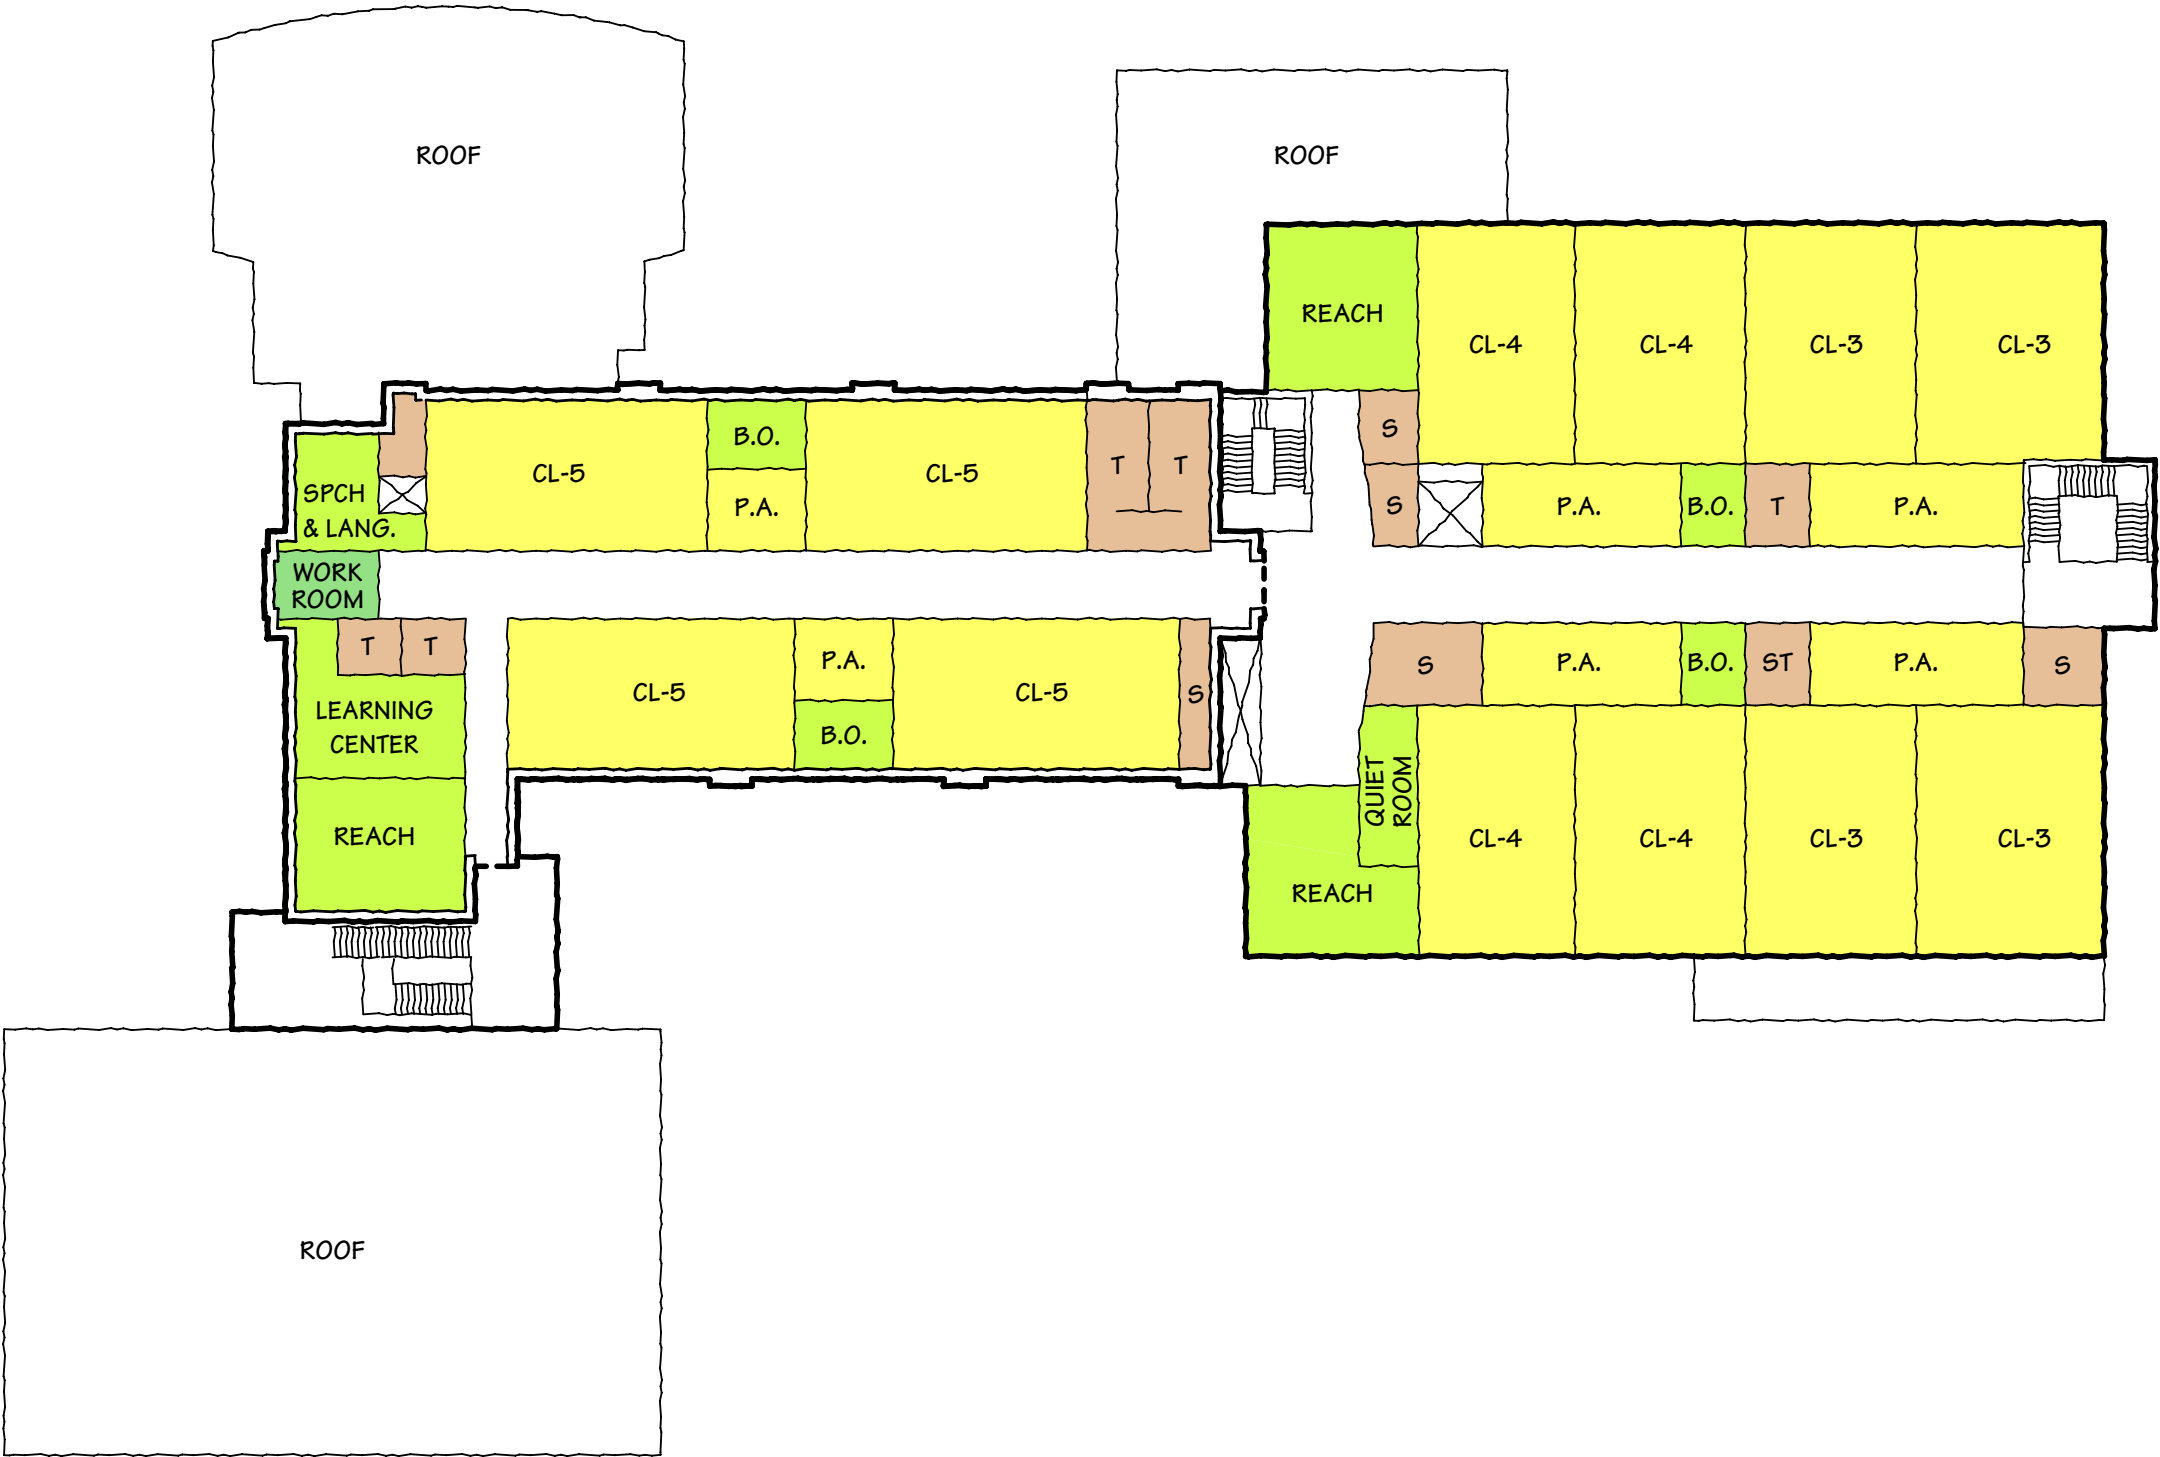 ROOF
ROOF
REACH
CL-4
CL-4
CL-3
CL-3
S
B.O.
CL-5
CL-5
P.A.
T
T
SPCH
& LANG.
S
P.A.
B.O.
T
P.A.
WORK
ROOM
T
T
P.A.
S
P.A.
B.O.
ST
P.A.
S
LEARNING
CENTER
CL-5
CL-5
S
B.O.
QUIET
ROOM
REACH
CL-4
CL-4
CL-3
CL-3
REACH
ROOF